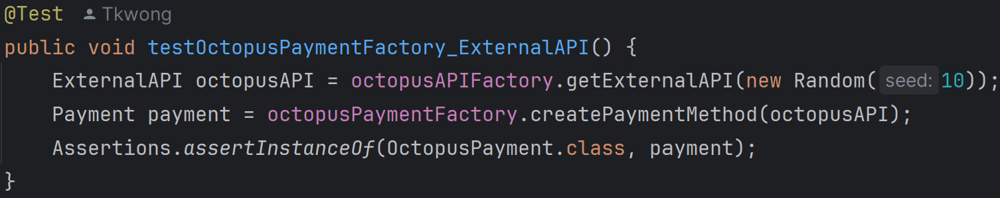 @Test Tkwong
public void testOctopusPaymentFactory_ExternalAPI() {
    ExternalAPI octopusAPI = octopusAPIFactory.getExternalAPI(new Random( seed: 10));
    Payment payment = octopusPaymentFactory.createPaymentMethod(octopusAPI);
    Assertions.assertInstanceOf(OctopusPayment.class, payment);
}